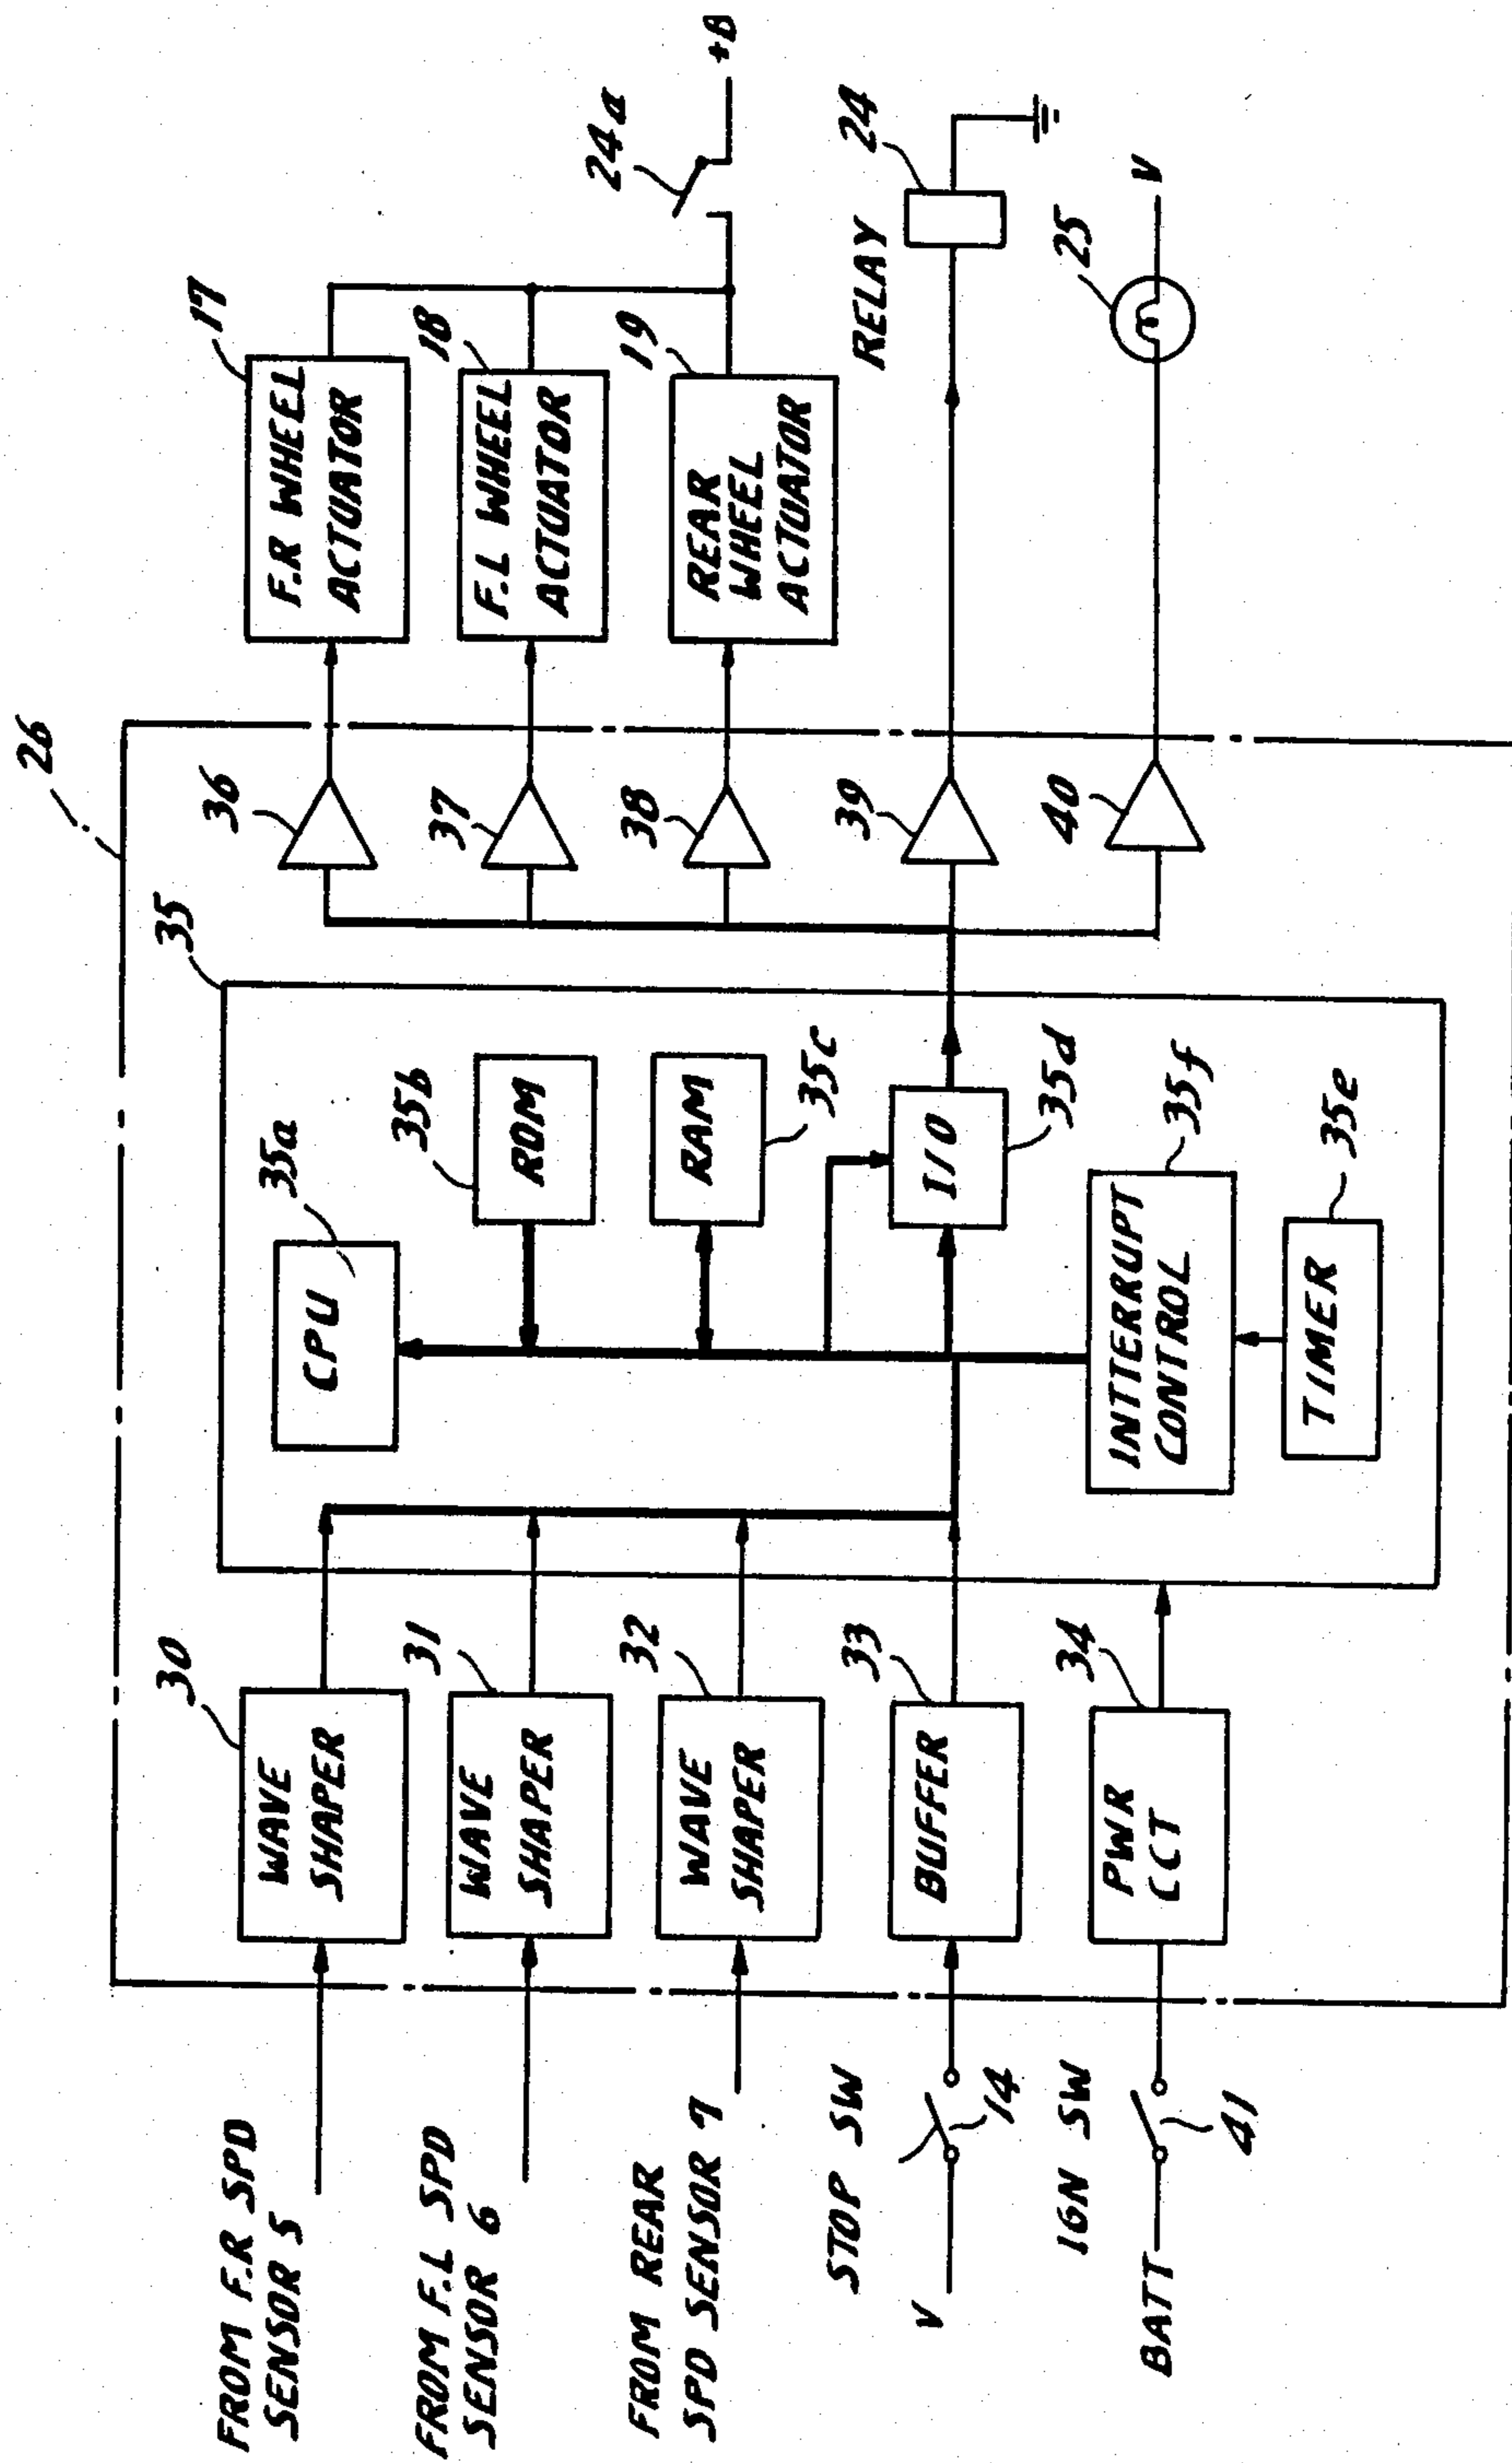 FROM F.R SPD
SENSOR 5
FROM F.L SPD
SENSOR 6
FROM REAR
SPD SENSOR 7
STOP SW
V
14
IGN SW
BATT
41
26
30
WAVE
SHAPER
31
WAVE
SHAPER
32
WAVE
SHAPER
33
BUFFER
34
PWR
CCT
35
CPU
35a
ROM
35b
RAM
35c
I/O
35d
INTERRUPT
CONTROL
35f
TIMER
35e
36
37
38
39
40
F.R WHEEL
ACTUATOR
17
F.L WHEEL
ACTUATOR
18
REAR
WHEEL
ACTUATOR
19
24a
+B
RELAY
24
25
V